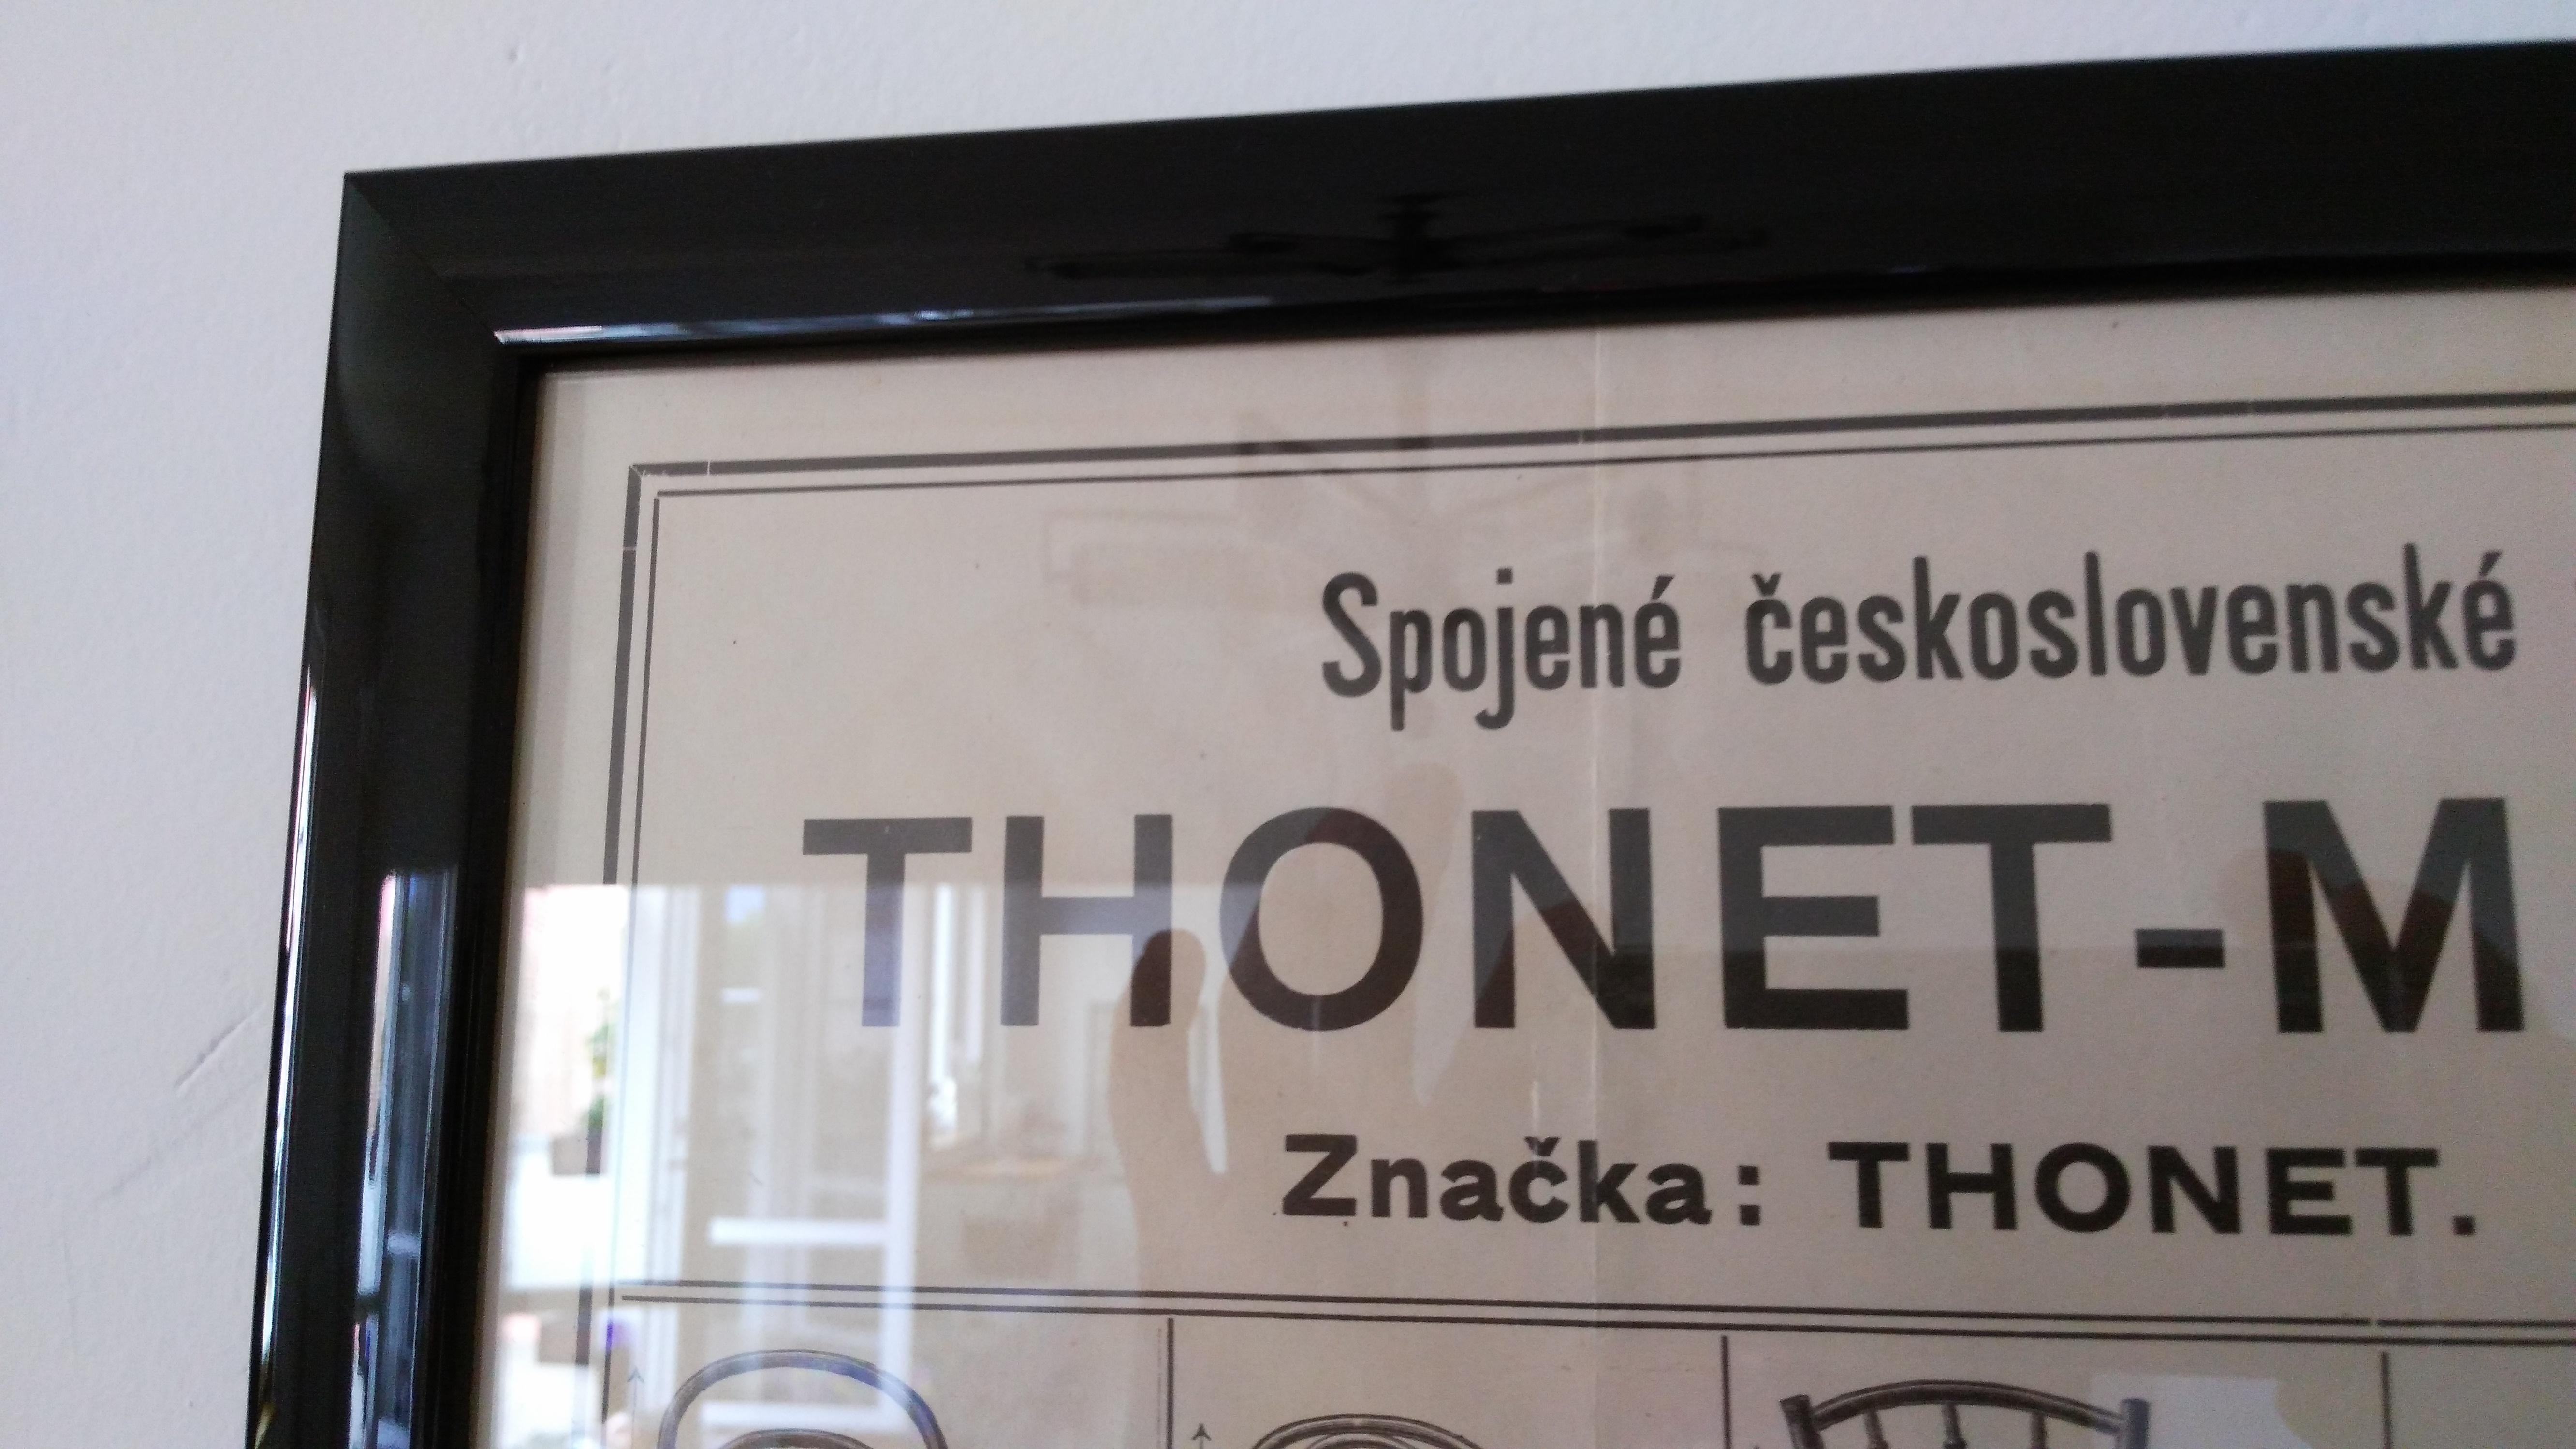 Spojené československé
THONET-M
Značka: THONET.